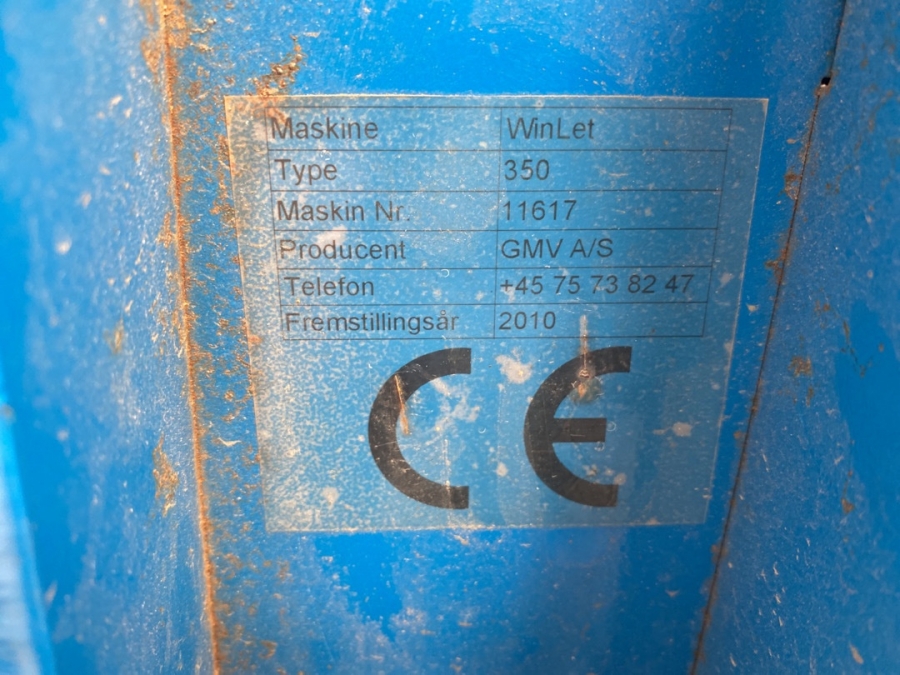 Maskine WinLet
Type 350
Maskin Nr. 11617
Producent GMV A/S
Telefon +45 75 73 82 47
Fremstillingsår 2010
CE